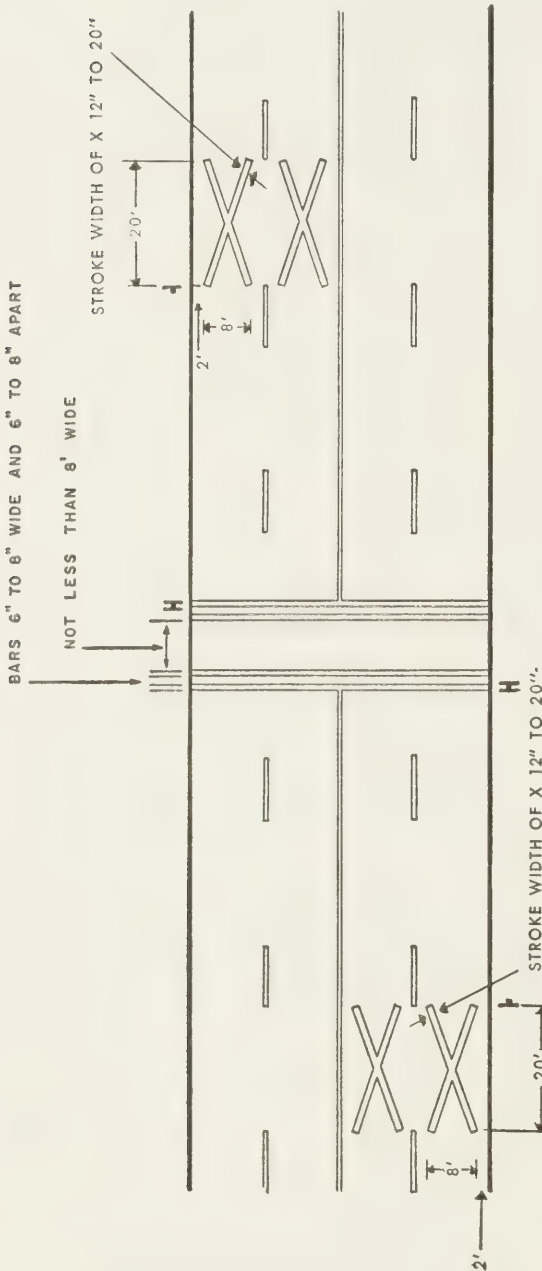 BARS 6" TO 8" WIDE AND 6" TO 8" APART
NOT LESS THAN 8' WIDE
STROKE WIDTH OF X 12" TO 20"
20'
8'
2'
H
H
STROKE WIDTH OF X 12" TO 20"-
20'
8'
2'